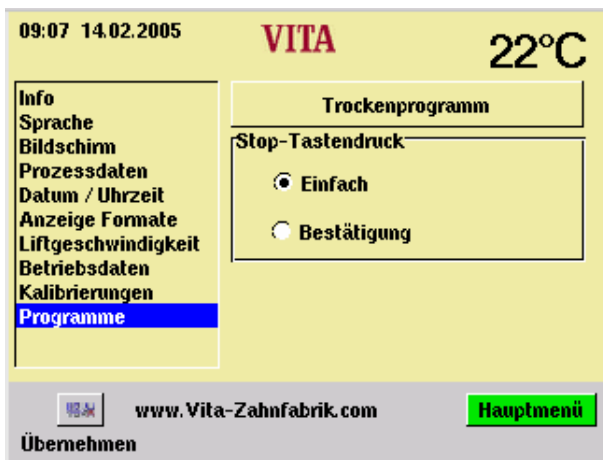 09:07 14.02.2005
VITA
22°C
Info
Sprache
Bildschirm
Prozessdaten
Datum / Uhrzeit
Anzeige Formate
Liftgeschwindigkeit
Betriebsdaten
Kalibrierungen
Programme
Trockenprogramm
Stop-Tastendruck
Einfach
Bestätigung
www.Vita-Zahnfabrik.com
Hauptmenü
Übernehmen